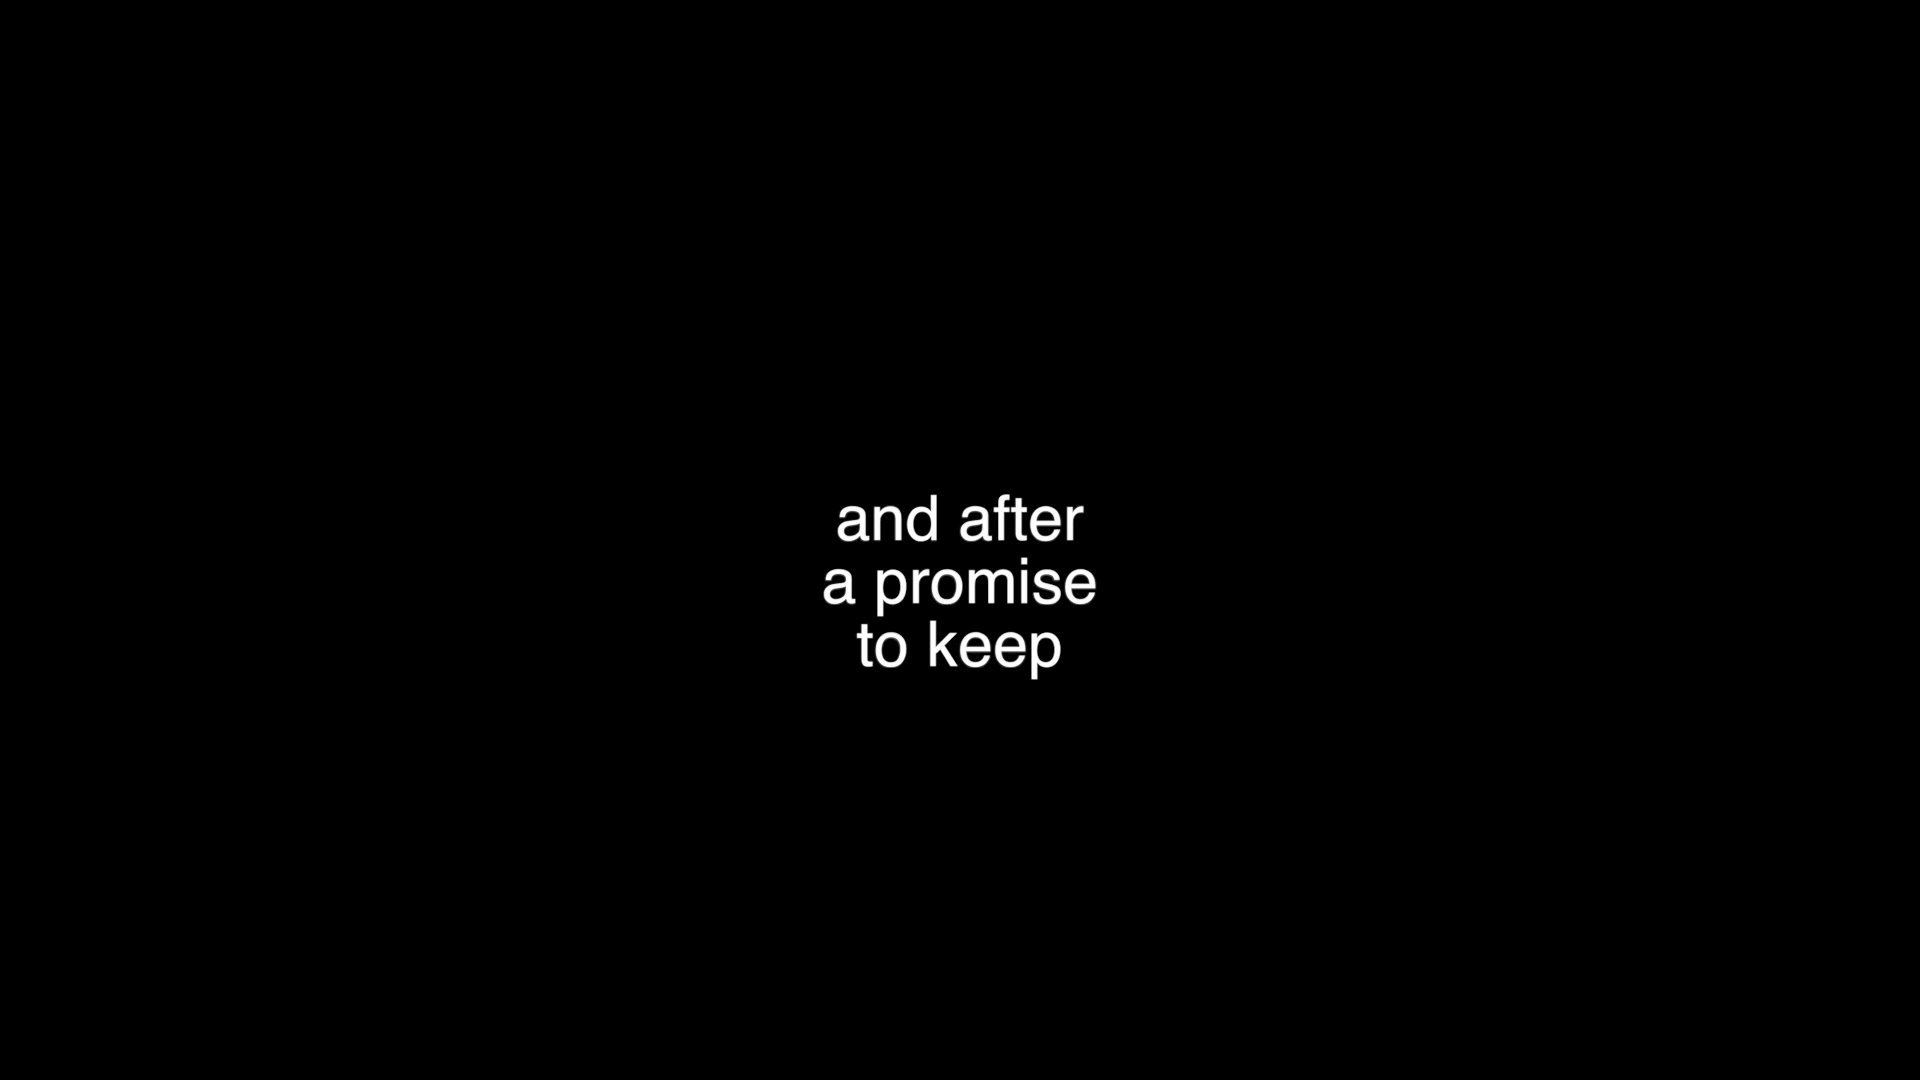 and after
a promise
to keep